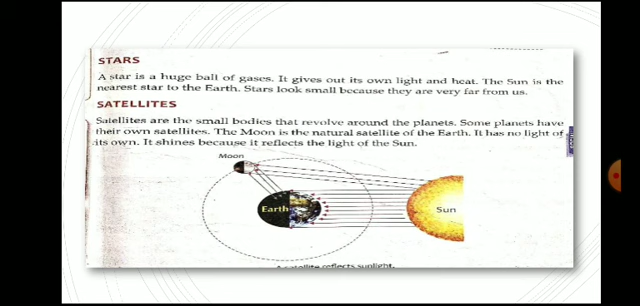 STARS
A star is a huge ball of gases. It gives out its own light and heat. The Sun is the
nearest star to the Earth. Stars look small because they are very far from us.
SATELLITES
Satellites are the small bodies that revolve around the planets. Some planets have
their own satellites. The Moon is the natural satellite of the Earth. It has no light of
its own. It shines because it reflects the light of the Sun.
Moon
Earth
Sun
A satellite reflects sunlight.